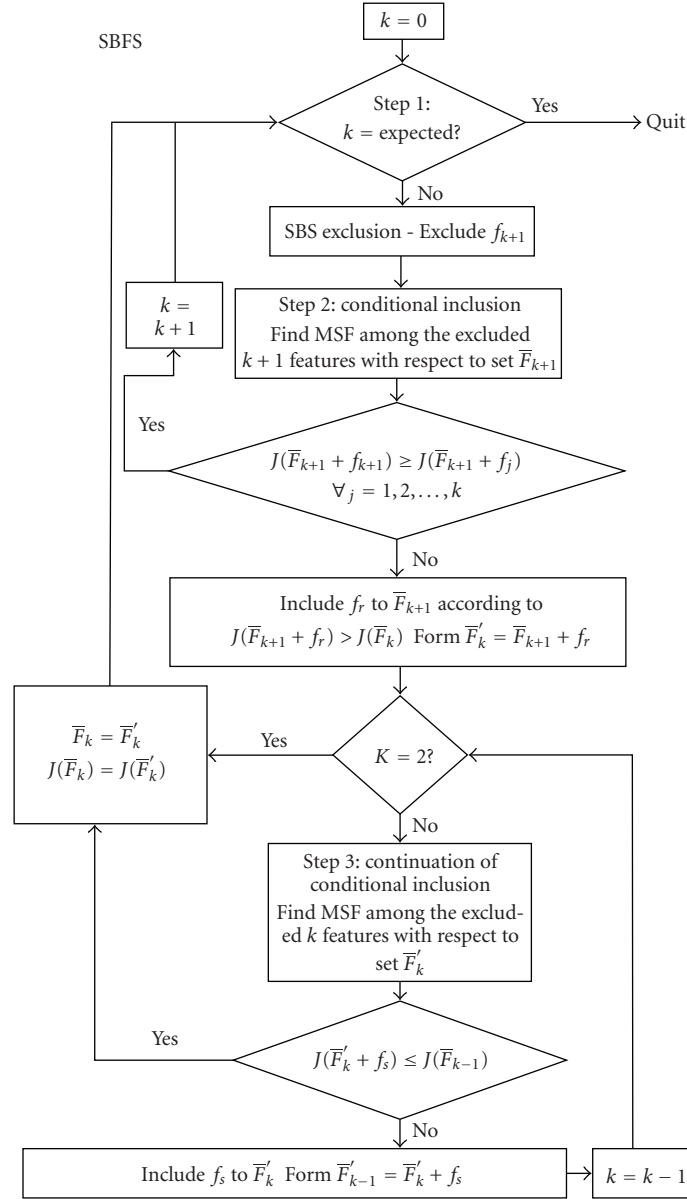 SBFS
k = 0
Step 1:
k = expected?
Yes
Quit
No
SBS exclusion - Exclude f_{k+1}
k =
k + 1
Step 2: conditional inclusion
Find MSF among the excluded
k + 1 features with respect to set F̅_{k+1}
Yes
J(F̅_{k+1} + f_{k+1}) ≥ J(F̅_{k+1} + f_j)
∀_j = 1, 2, . . . , k
No
Include f_r to F̅_{k+1} according to
J(F̅_{k+1} + f_r) > J(F̅_k) Form F̅′_k = F̅_{k+1} + f_r
F̅_k = F̅′_k
J(F̅_k) = J(F̅′_k)
Yes
K = 2?
No
Step 3: continuation of
conditional inclusion
Find MSF among the exclud-
ed k features with respect to
set F̅′_k
Yes
J(F̅′_k + f_s) ≤ J(F̅_{k−1})
No
Include f_s to F̅′_k Form F̅′_{k−1} = F̅′_k + f_s
k = k − 1